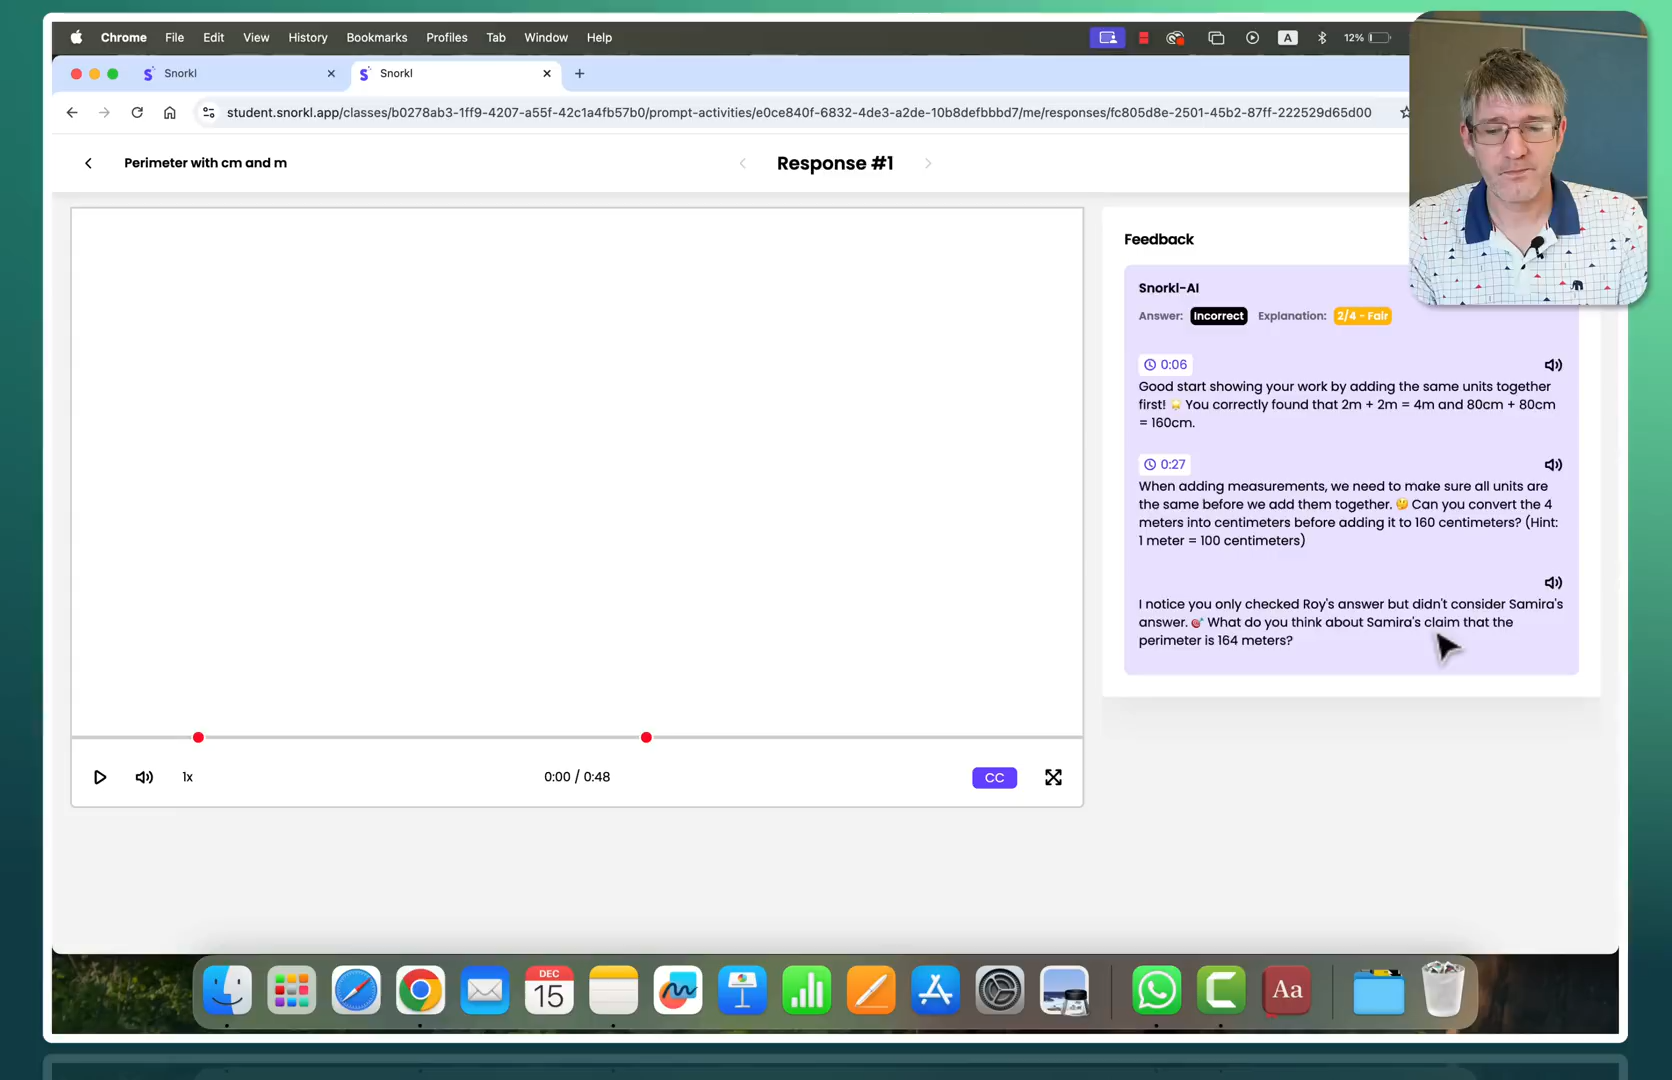 Chrome File Edit View History Bookmarks Profiles Tab Window Help A 12%
Snorkl Snorkl
student.snorkl.app/classes/b0278ab3-1ff9-4207-a55f-42c1a4fb57b0/prompt-activities/e0ce840f-6832-4de3-a2de-10b8defbbbd7/me/responses/fc805d8e-2501-45b2-87ff-222529d65d00
Perimeter with cm and m
Response #1
Feedback
Snorkl-AI
Answer: Incorrect Explanation: 2/4 - Fair
0:06
Good start showing your work by adding the same units together
first! 🌟 You correctly found that 2m + 2m = 4m and 80cm + 80cm
= 160cm.
0:27
When adding measurements, we need to make sure all units are
the same before we add them together. 🤔 Can you convert the 4
meters into centimeters before adding it to 160 centimeters? (Hint:
1 meter = 100 centimeters)
I notice you only checked Roy's answer but didn't consider Samira's
answer. 🎯 What do you think about Samira's claim that the
perimeter is 164 meters?
1x
0:00 / 0:48
CC
DEC
15
Aa